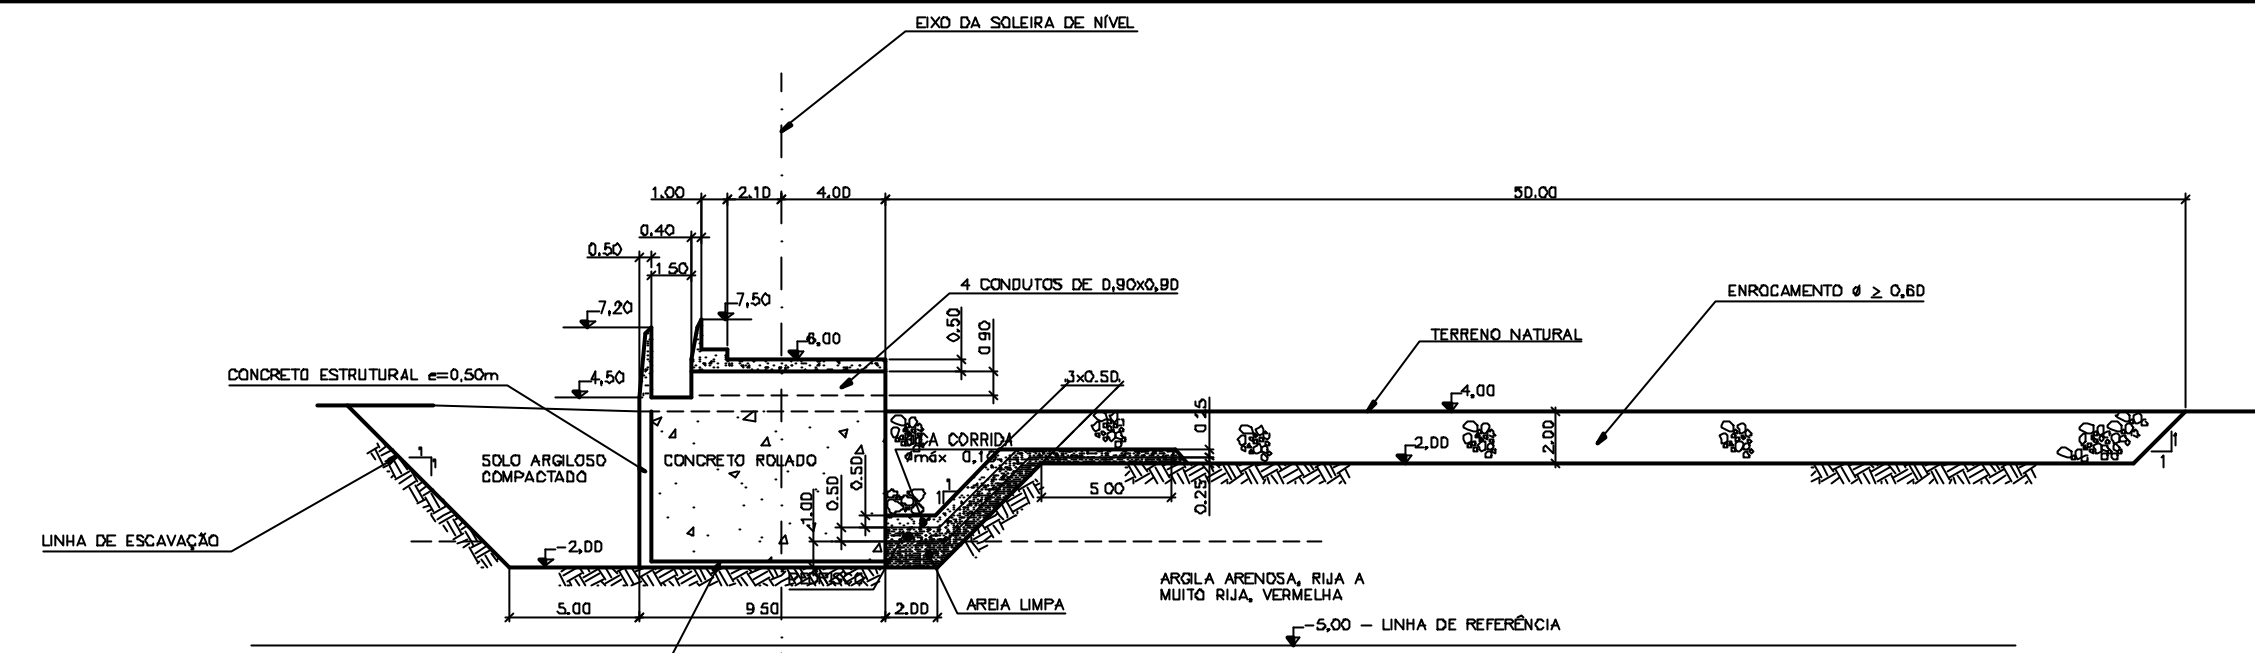 EIXO DA SOLEIRA DE NÍVEL
1.00
2.10
4.00
50.00
0.40
0.50
1.50
4 CONDUTOS DE 0,90x0,90
ENROCAMENTO ø ≥ 0,60
7,20
7,50
6,00
0.50
0.90
TERRENO NATURAL
CONCRETO ESTRUTURAL e=0,50m
4,50
3x0.50
4,00
0.25
2,00
2.00
BICA CORRIDA
ømáx 0,10
SOLO ARGILOSO
COMPACTADO
CONCRETO ROLADO
1
1
1
1
1
1
0.50
0.50
1.00
5.00
0.25
LINHA DE ESCAVAÇÃO
-2,00
PEDRISCO
5.00
9.50
2.00
AREIA LIMPA
ARGILA ARENOSA, RIJA A
MUITO RIJA, VERMELHA
-5,00 - LINHA DE REFERÊNCIA